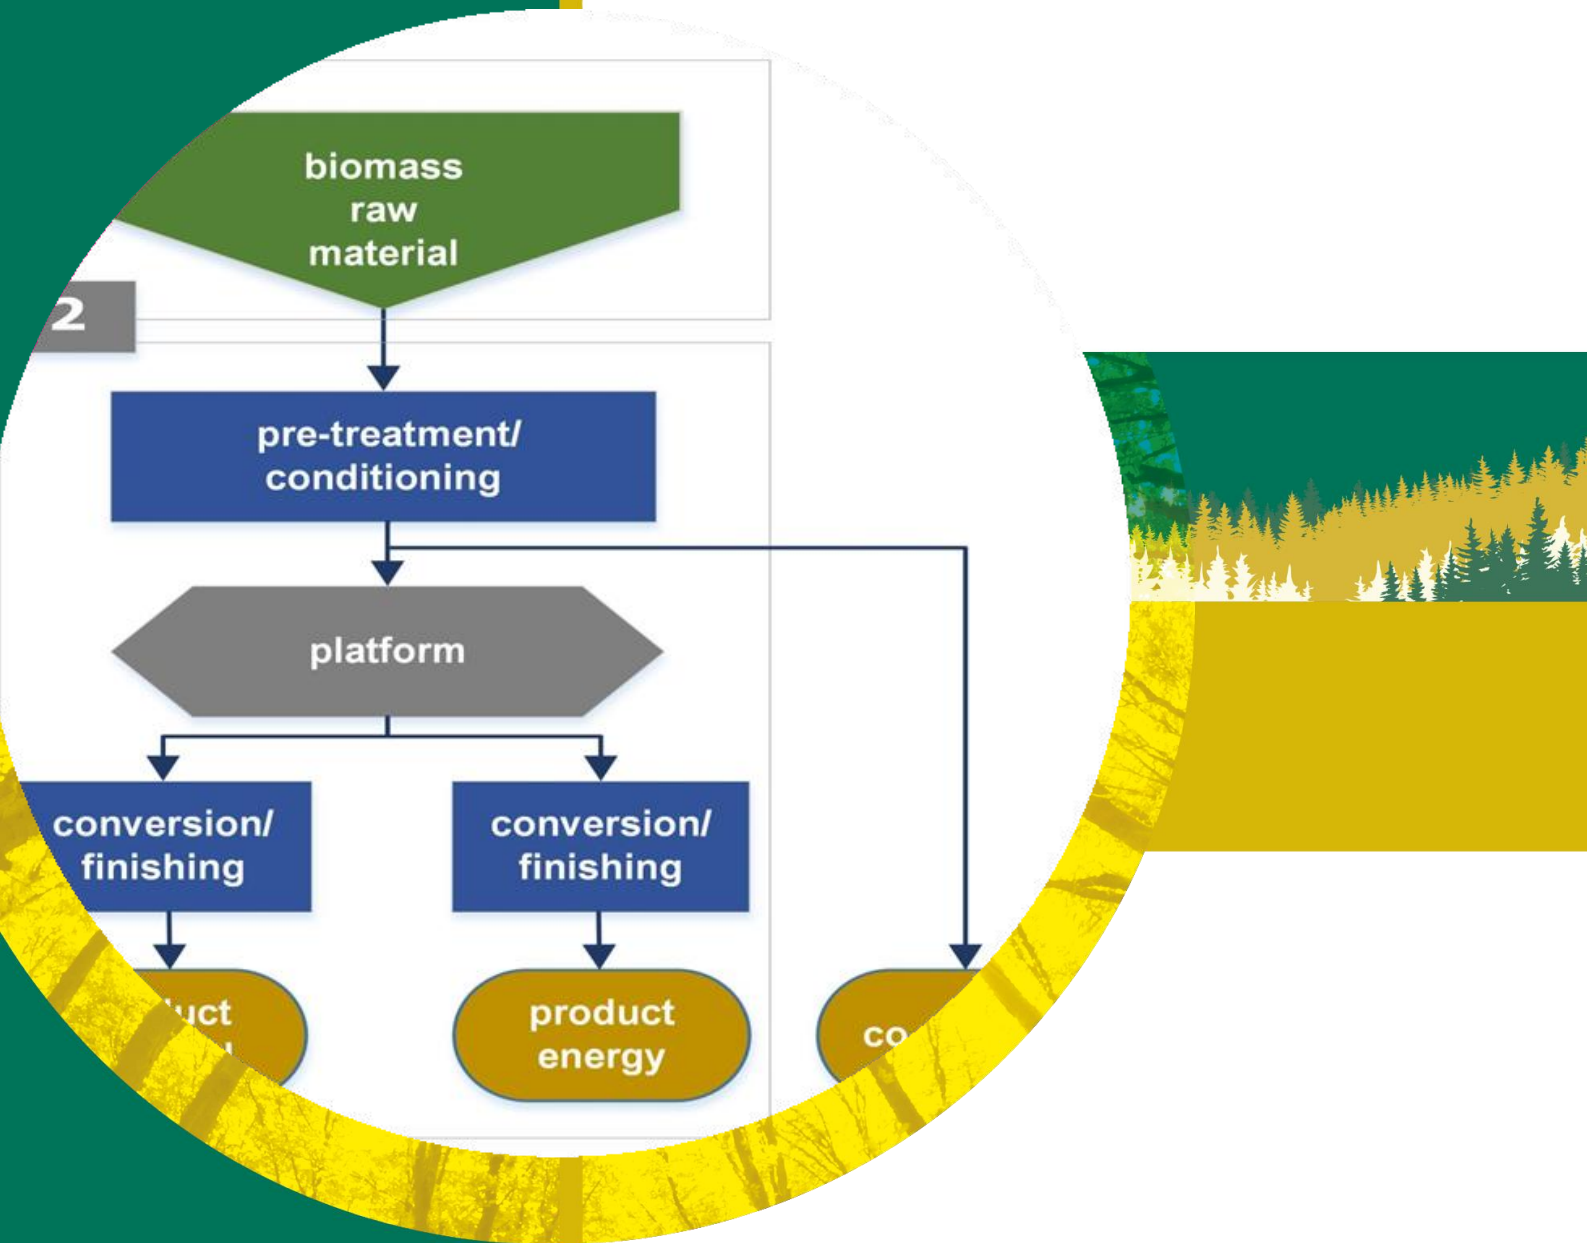 biomass
raw
material
2
pre-treatment/
conditioning
platform
conversion/
finishing
conversion/
finishing
product
energy